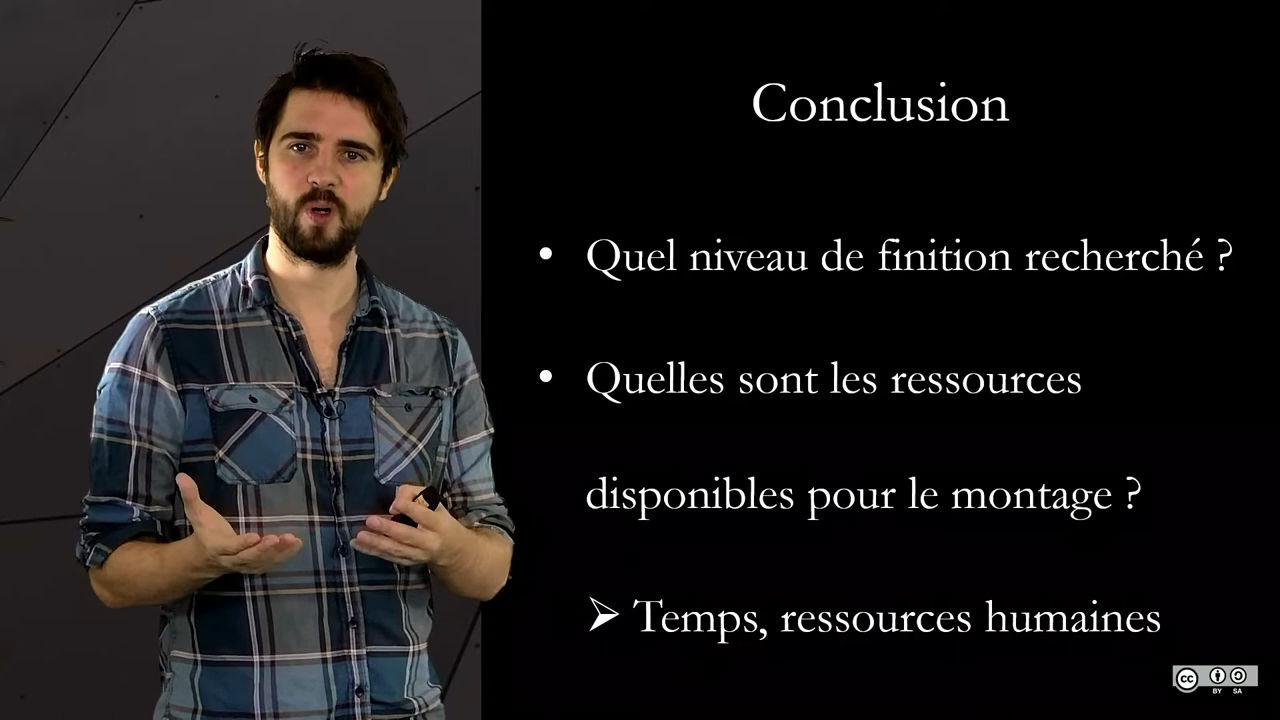 Conclusion
• Quel niveau de finition recherché ?
• Quelles sont les ressources
disponibles pour le montage ?
➢ Temps, ressources humaines
cc
BY SA